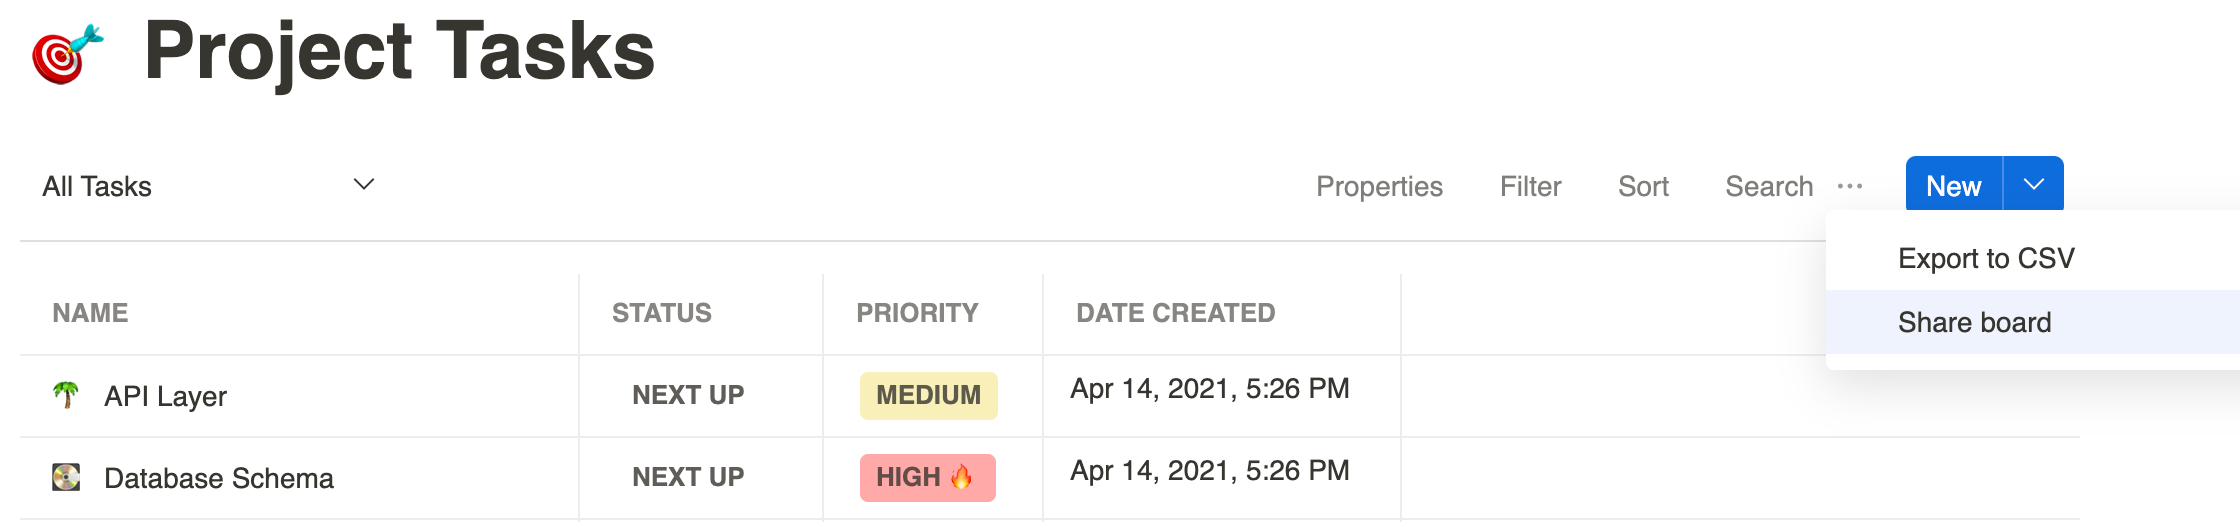 Project Tasks
All Tasks
Properties Filter Sort Search ··· New
Export to CSV
Share board
NAME STATUS PRIORITY DATE CREATED
API Layer NEXT UP MEDIUM Apr 14, 2021, 5:26 PM
Database Schema NEXT UP HIGH 🔥 Apr 14, 2021, 5:26 PM